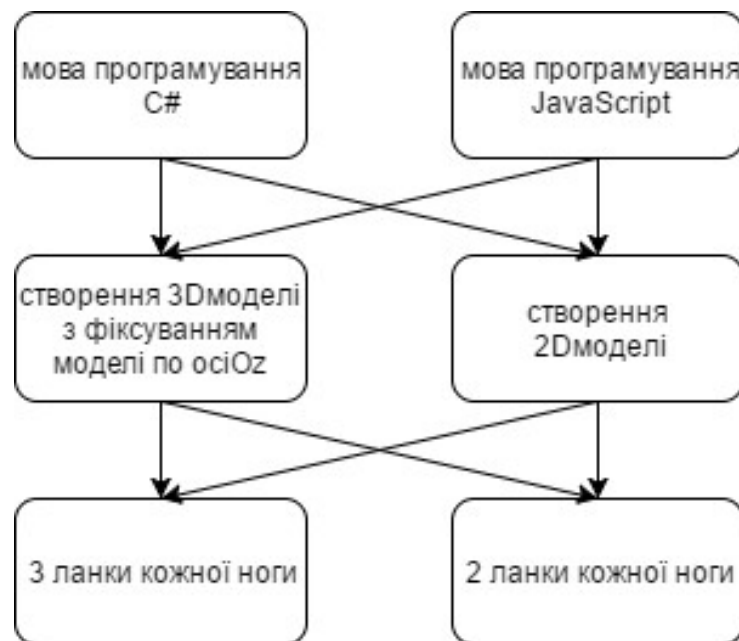 мова програмування
C#
мова програмування
JavaScript
створення 3Dмоделі
з фіксуванням
моделі по осіOz
створення
2Dмоделі
3 ланки кожної ноги
2 ланки кожної ноги